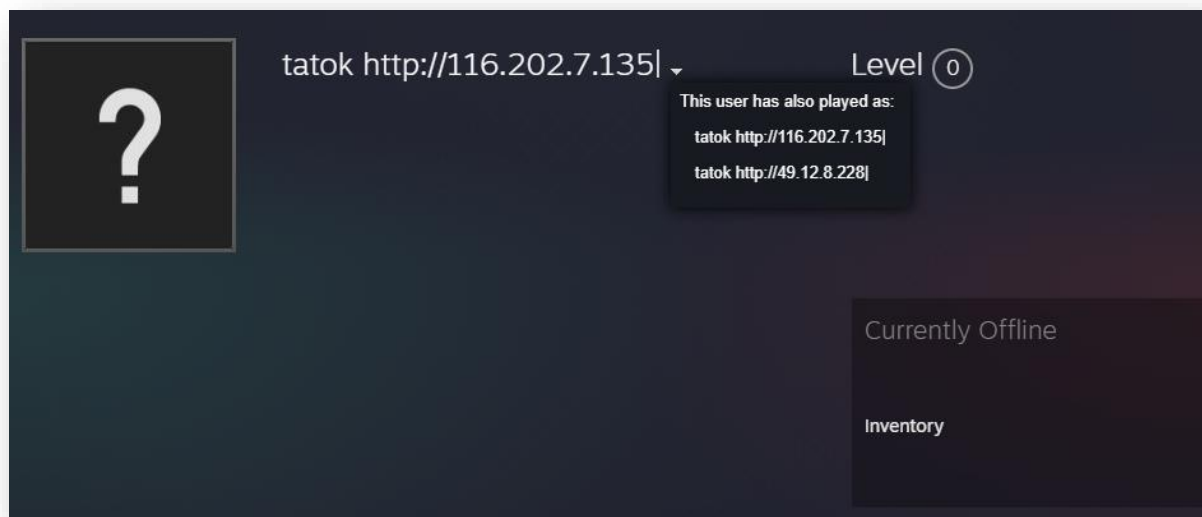 ?
tatok http://116.202.7.135|
Level 0
This user has also played as:
tatok http://116.202.7.135|
tatok http://49.12.8.228|
Currently Offline
Inventory